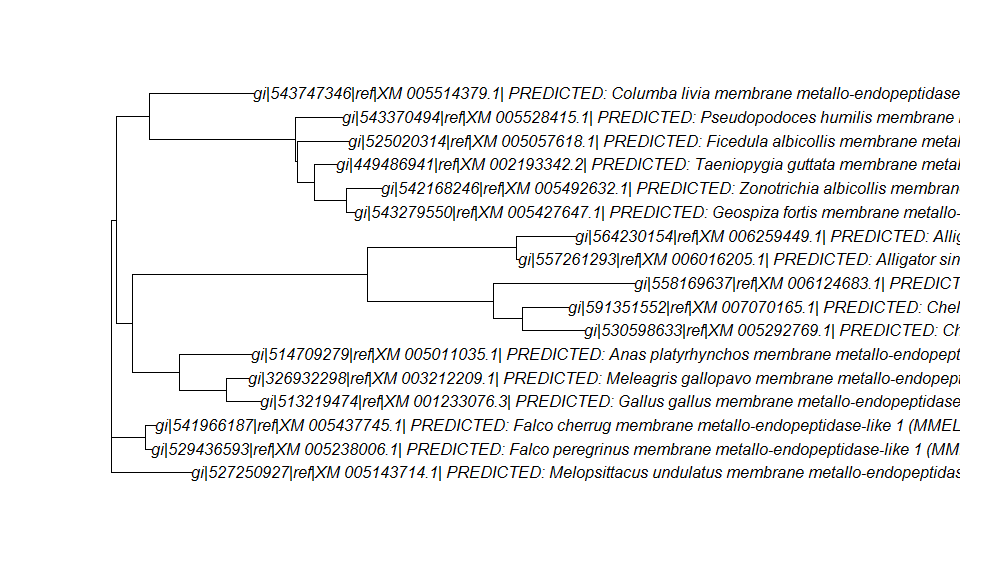 gi|543747346|ref|XM 005514379.1| PREDICTED: Columba livia membrane metallo-endopeptidase
gi|543370494|ref|XM 005528415.1| PREDICTED: Pseudopodoces humilis membrane
gi|525020314|ref|XM 005057618.1| PREDICTED: Ficedula albicollis membrane metal
gi|449486941|ref|XM 002193342.2| PREDICTED: Taeniopygia guttata membrane metal
gi|542168246|ref|XM 005492632.1| PREDICTED: Zonotrichia albicollis membran
gi|543279550|ref|XM 005427647.1| PREDICTED: Geospiza fortis membrane metallo-
gi|564230154|ref|XM 006259449.1| PREDICTED: Allig
gi|557261293|ref|XM 006016205.1| PREDICTED: Alligator sin
gi|558169637|ref|XM 006124683.1| PREDICT
gi|591351552|ref|XM 007070165.1| PREDICTED: Chel
gi|530598633|ref|XM 005292769.1| PREDICTED: Ch
gi|514709279|ref|XM 005011035.1| PREDICTED: Anas platyrhynchos membrane metallo-endopept
gi|326932298|ref|XM 003212209.1| PREDICTED: Meleagris gallopavo membrane metallo-endopept
gi|513219474|ref|XM 001233076.3| PREDICTED: Gallus gallus membrane metallo-endopeptidase
gi|541966187|ref|XM 005437745.1| PREDICTED: Falco cherrug membrane metallo-endopeptidase-like 1 (MMEL
gi|529436593|ref|XM 005238006.1| PREDICTED: Falco peregrinus membrane metallo-endopeptidase-like 1 (MM
gi|527250927|ref|XM 005143714.1| PREDICTED: Melopsittacus undulatus membrane metallo-endopeptidas